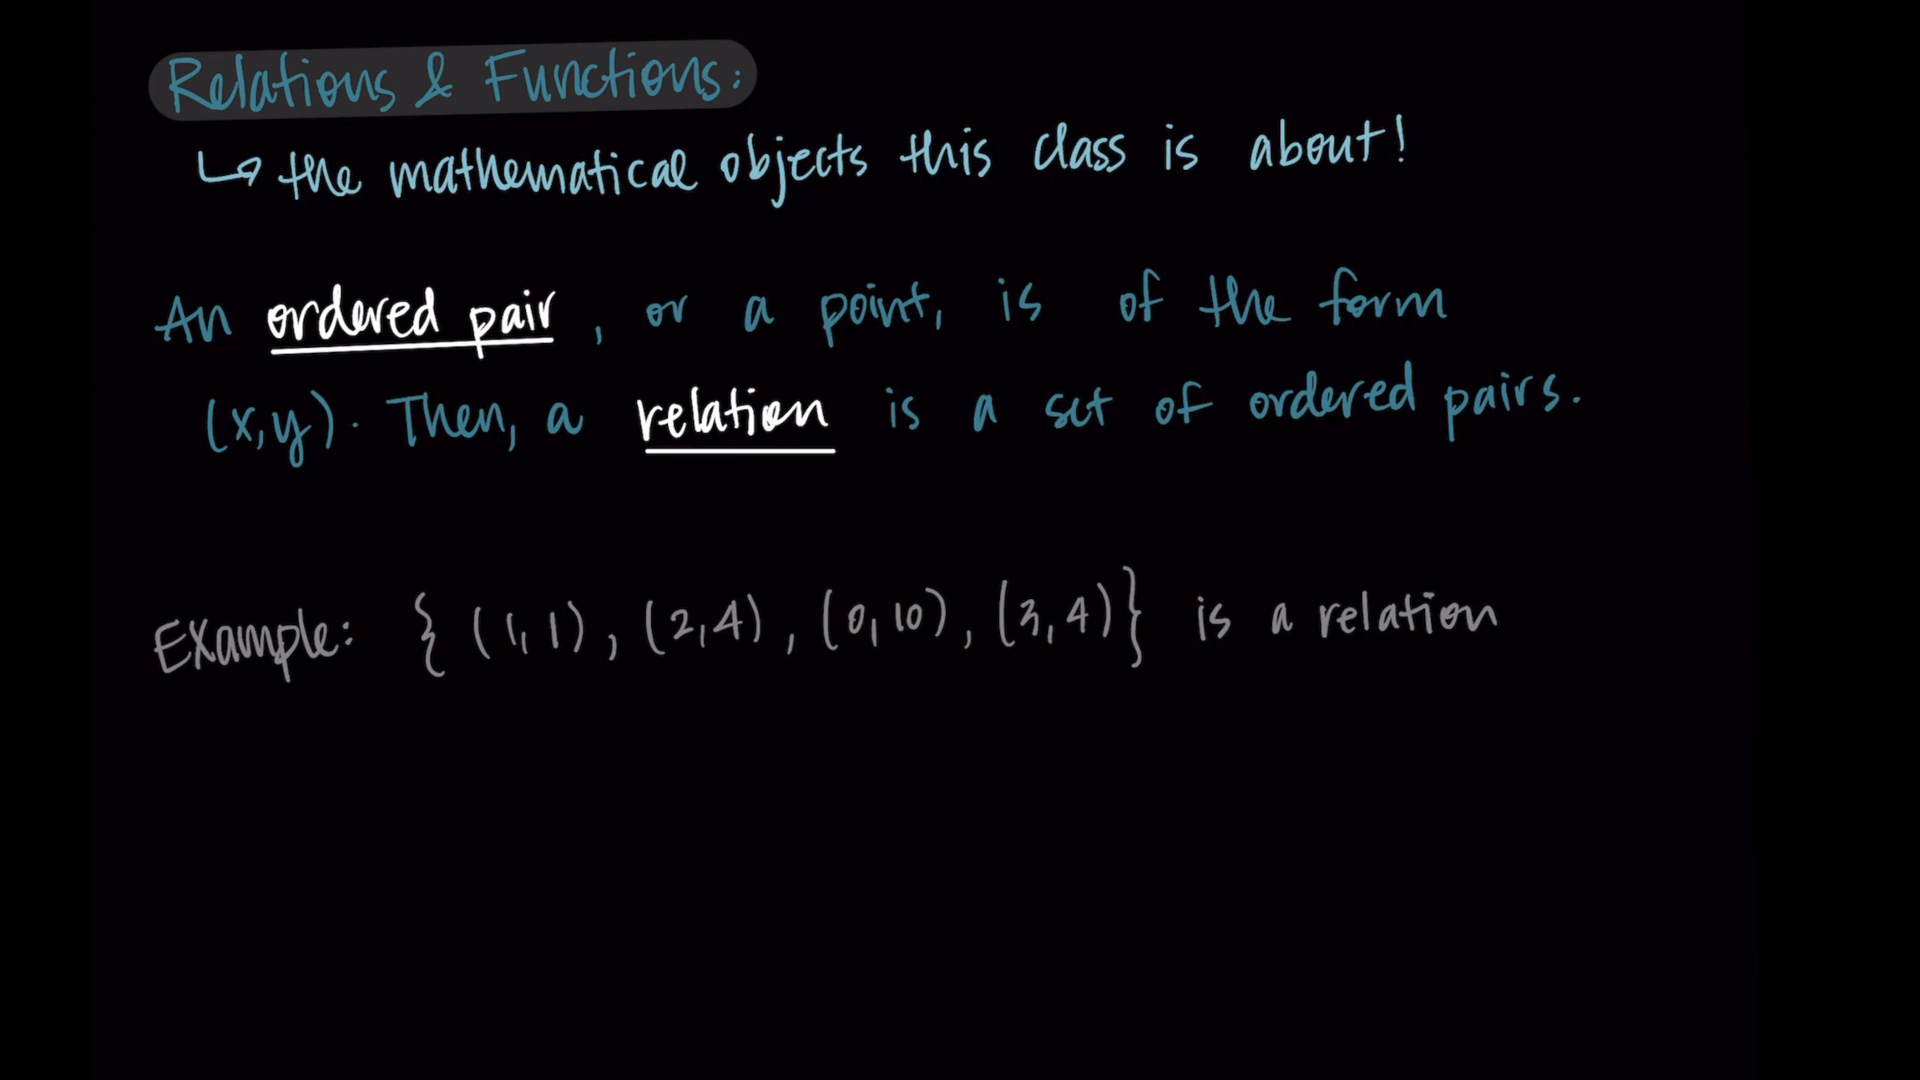 Relations & Functions:
↳ the mathematical objects this class is about!
An ordered pair, or a point, is of the form
(x,y). Then, a relation is a set of ordered pairs.
Example: { (1,1), (2,4), (0,10), (3,4)} is a relation